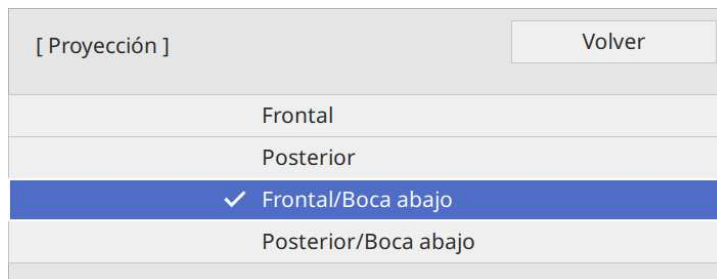 [ Proyección ]
Volver
Frontal
Posterior
Frontal/Boca abajo
Posterior/Boca abajo